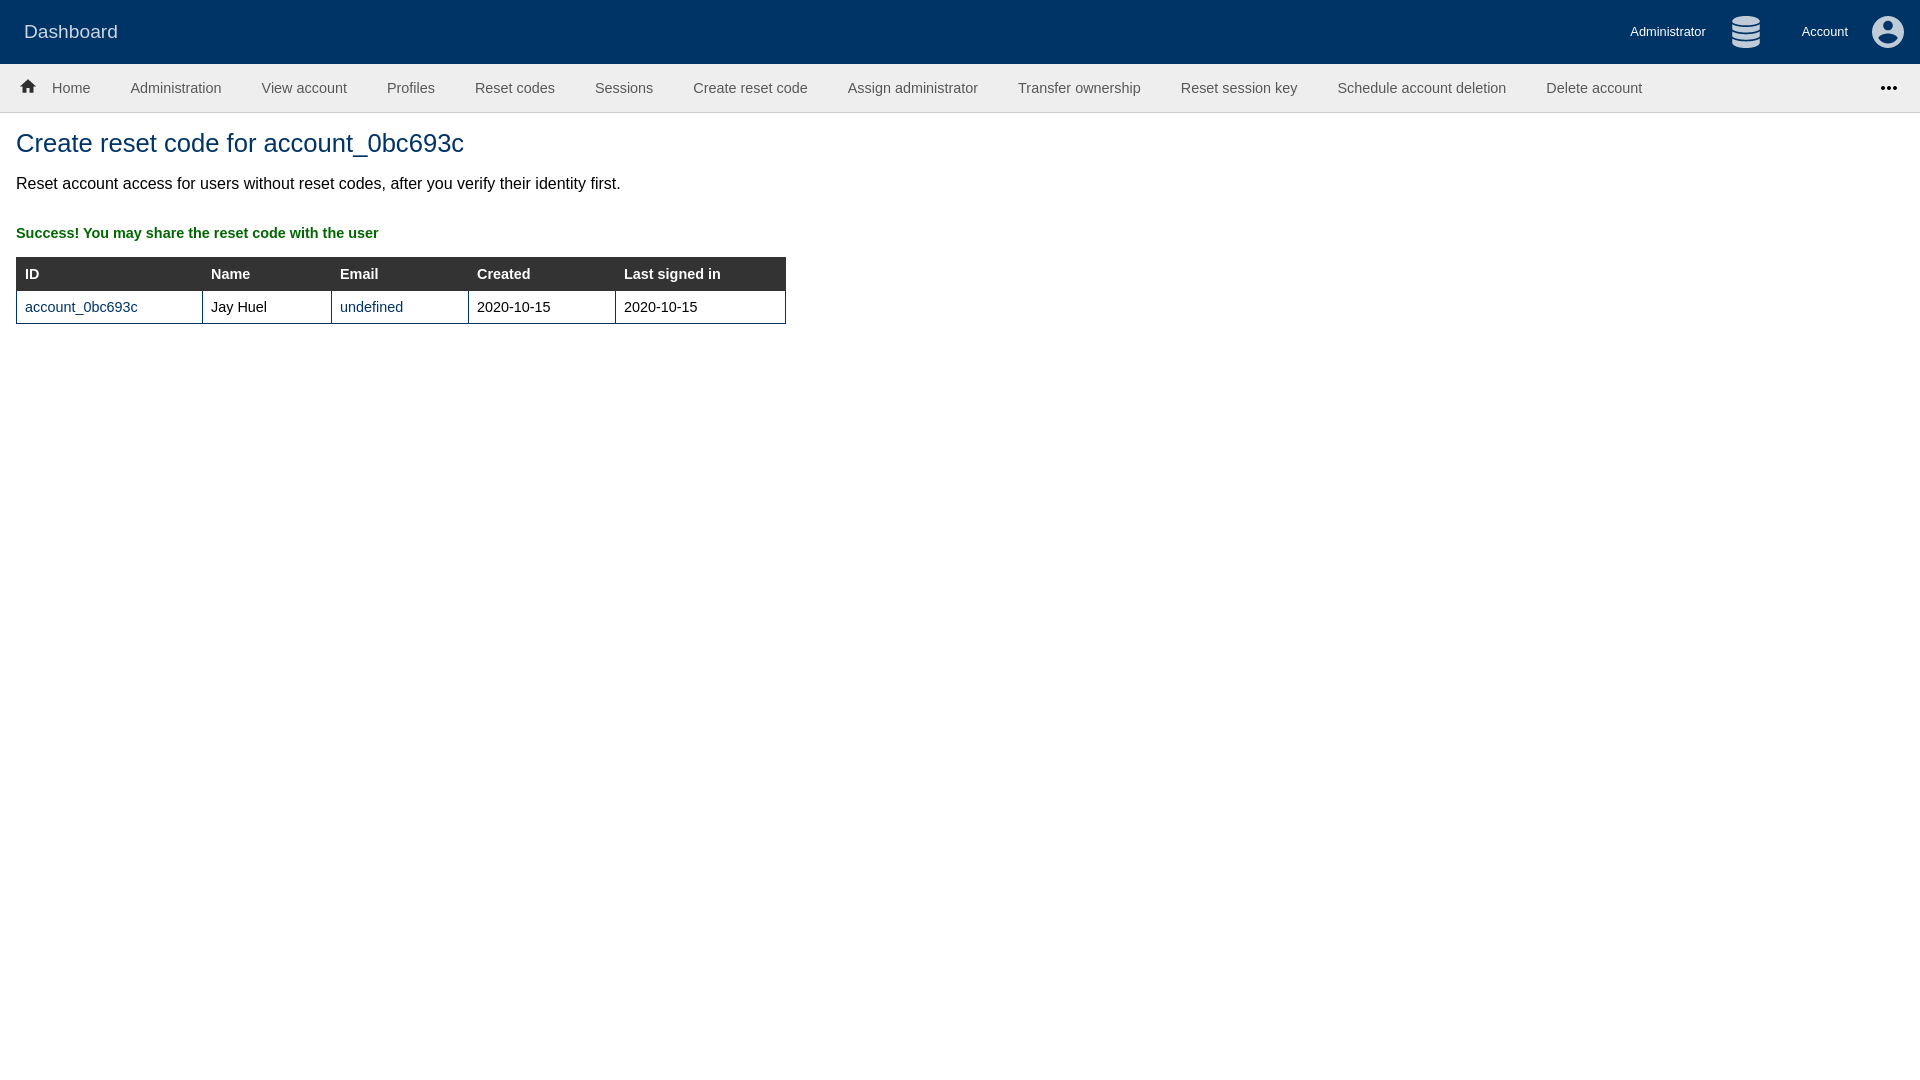 Dashboard
Administrator
Account
Home Administration View account Profiles Reset codes Sessions Create reset code Assign administrator Transfer ownership Reset session key Schedule account deletion Delete account
Create reset code for account_0bc693c
Reset account access for users without reset codes, after you verify their identity first.
Success! You may share the reset code with the user
ID Name Email Created Last signed in
account_0bc693c Jay Huel undefined 2020-10-15 2020-10-15